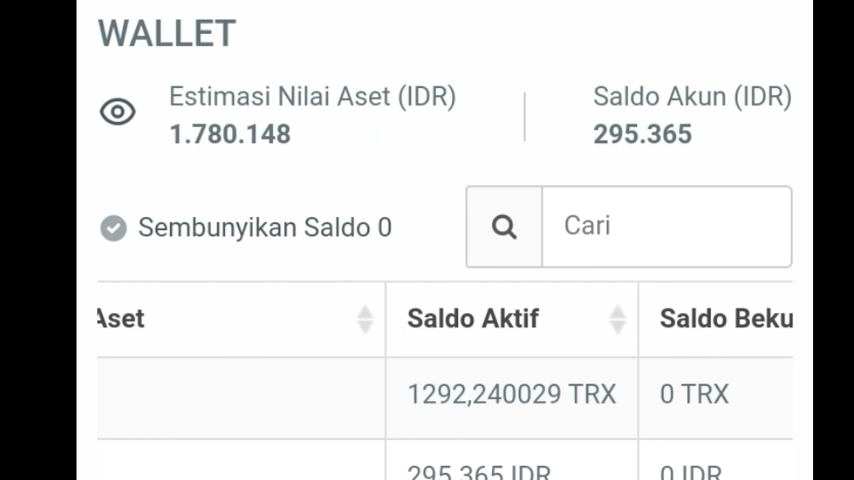 WALLET
Estimasi Nilai Aset (IDR)
1.780.148
Saldo Akun (IDR)
295.365
Sembunyikan Saldo 0
Cari
Aset
Saldo Aktif
Saldo Beku
1292,240029 TRX
0 TRX
295.365 IDR
0 IDR